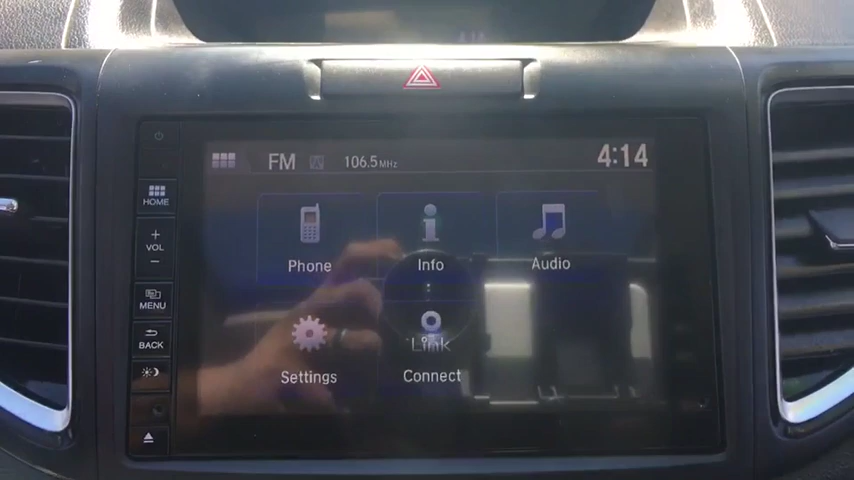 FM 106.5 MHz 4:14
HOME
+
VOL
−
MENU
BACK
Phone Info Audio
Link
Settings Connect